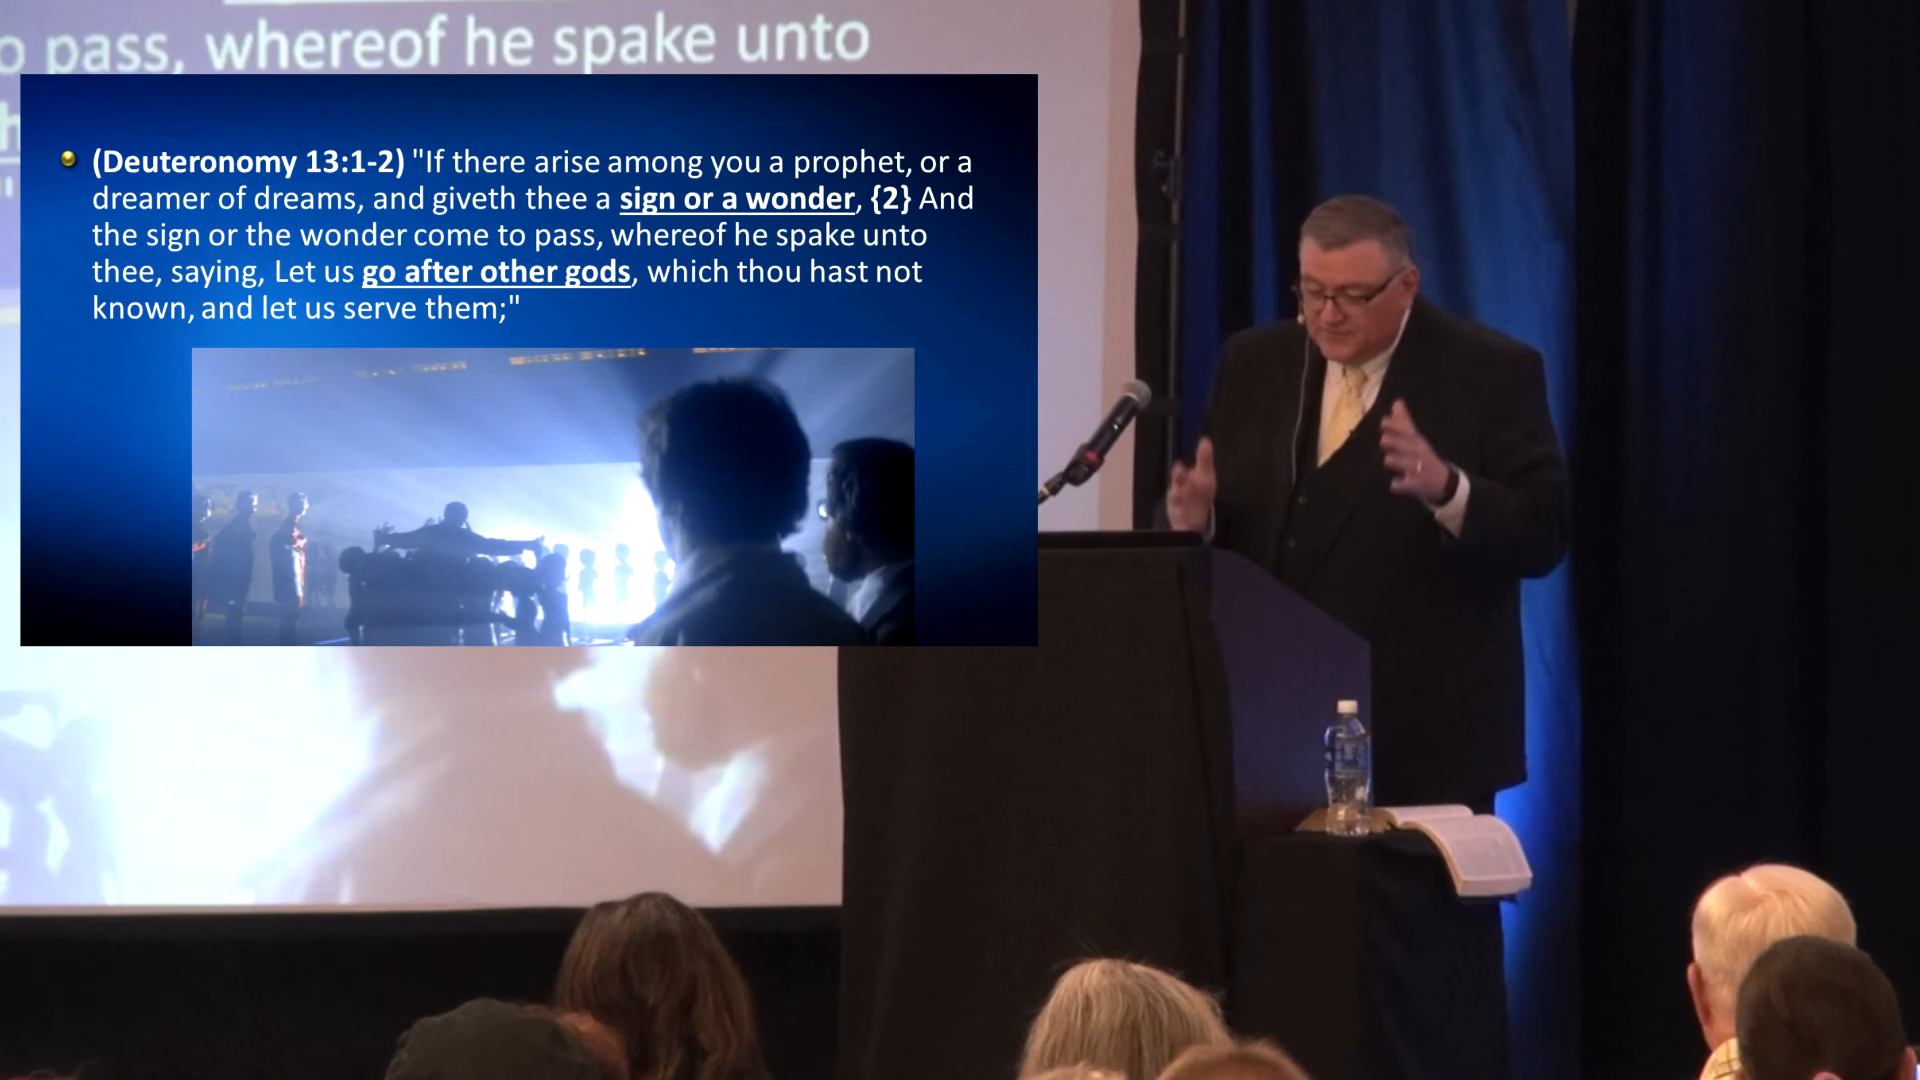 o pass, whereof he spake unto
(Deuteronomy 13:1-2) "If there arise among you a prophet, or a
dreamer of dreams, and giveth thee a sign or a wonder, {2} And
the sign or the wonder come to pass, whereof he spake unto
thee, saying, Let us go after other gods, which thou hast not
known, and let us serve them;"